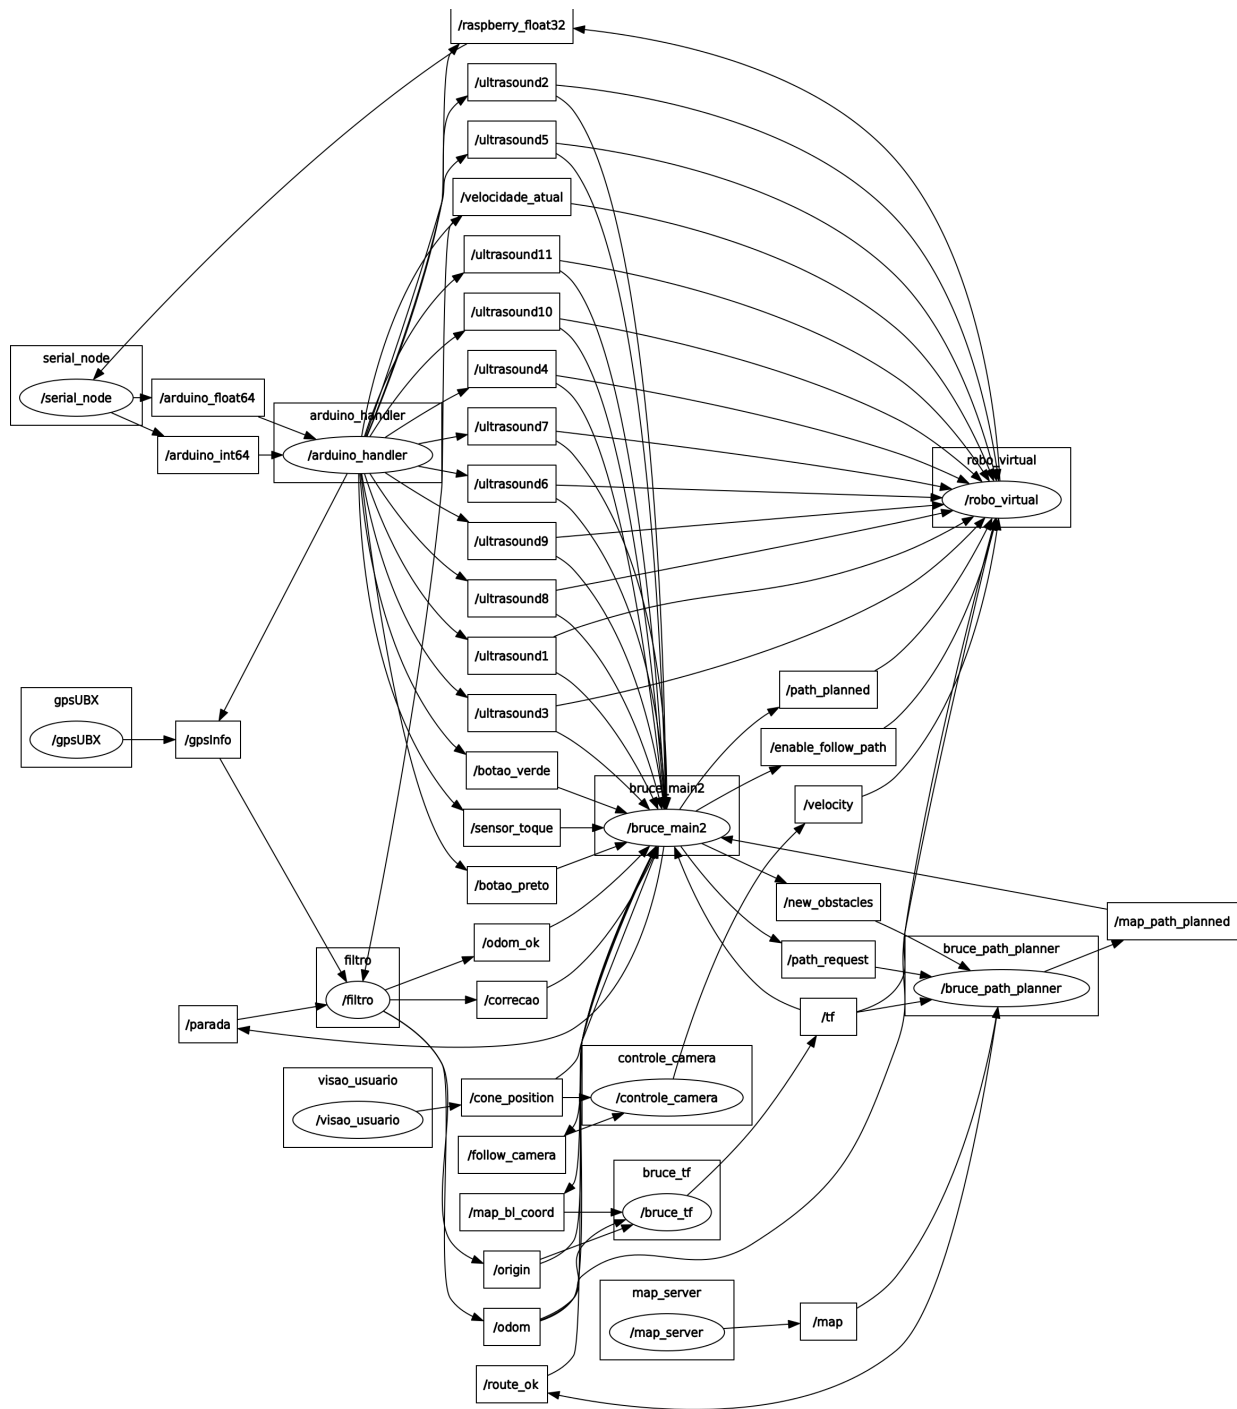 /raspberry_float32
/ultrasound2
/ultrasound5
/velocidade_atual
/ultrasound11
/ultrasound10
serial_node
/serial_node
/arduino_float64
/arduino_int64
arduino_handler
/arduino_handler
/ultrasound4
/ultrasound7
/ultrasound6
/ultrasound9
/ultrasound8
/ultrasound1
/ultrasound3
robo_virtual
/robo_virtual
gpsUBX
/gpsUBX
/gpsInfo
/botao_verde
/sensor_toque
/botao_preto
bruce_main2
/bruce_main2
/path_planned
/enable_follow_path
/velocity
/new_obstacles
/path_request
/map_path_planned
bruce_path_planner
/bruce_path_planner
/odom_ok
/correcao
filtro
/filtro
/parada
/tf
visao_usuario
/visao_usuario
/cone_position
/follow_camera
/map_bl_coord
controle_camera
/controle_camera
bruce_tf
/bruce_tf
/origin
/odom
/route_ok
map_server
/map_server
/map